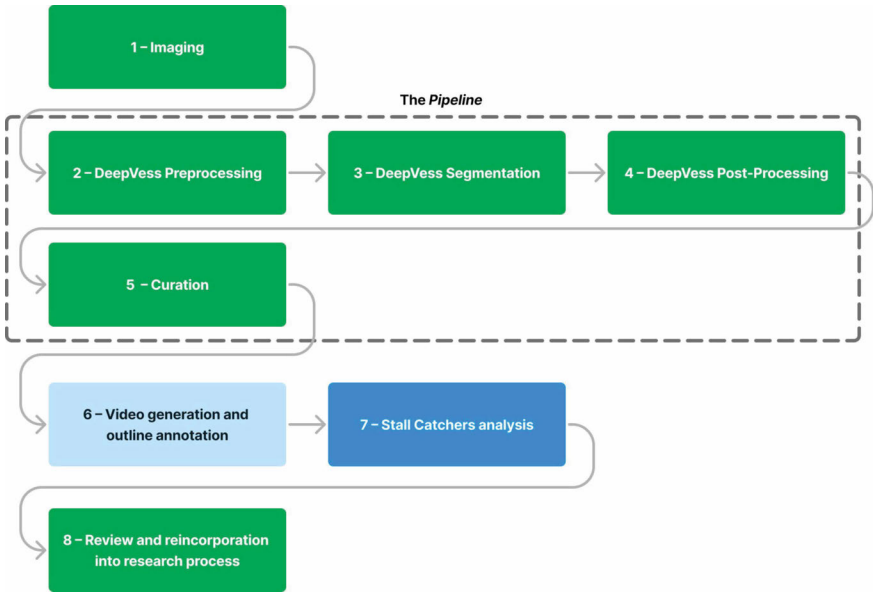 1 – Imaging
The Pipeline
2 – DeepVess Preprocessing
3 – DeepVess Segmentation
4 – DeepVess Post-Processing
5 – Curation
6 – Video generation and
outline annotation
7 – Stall Catchers analysis
8 – Review and reincorporation
into research process